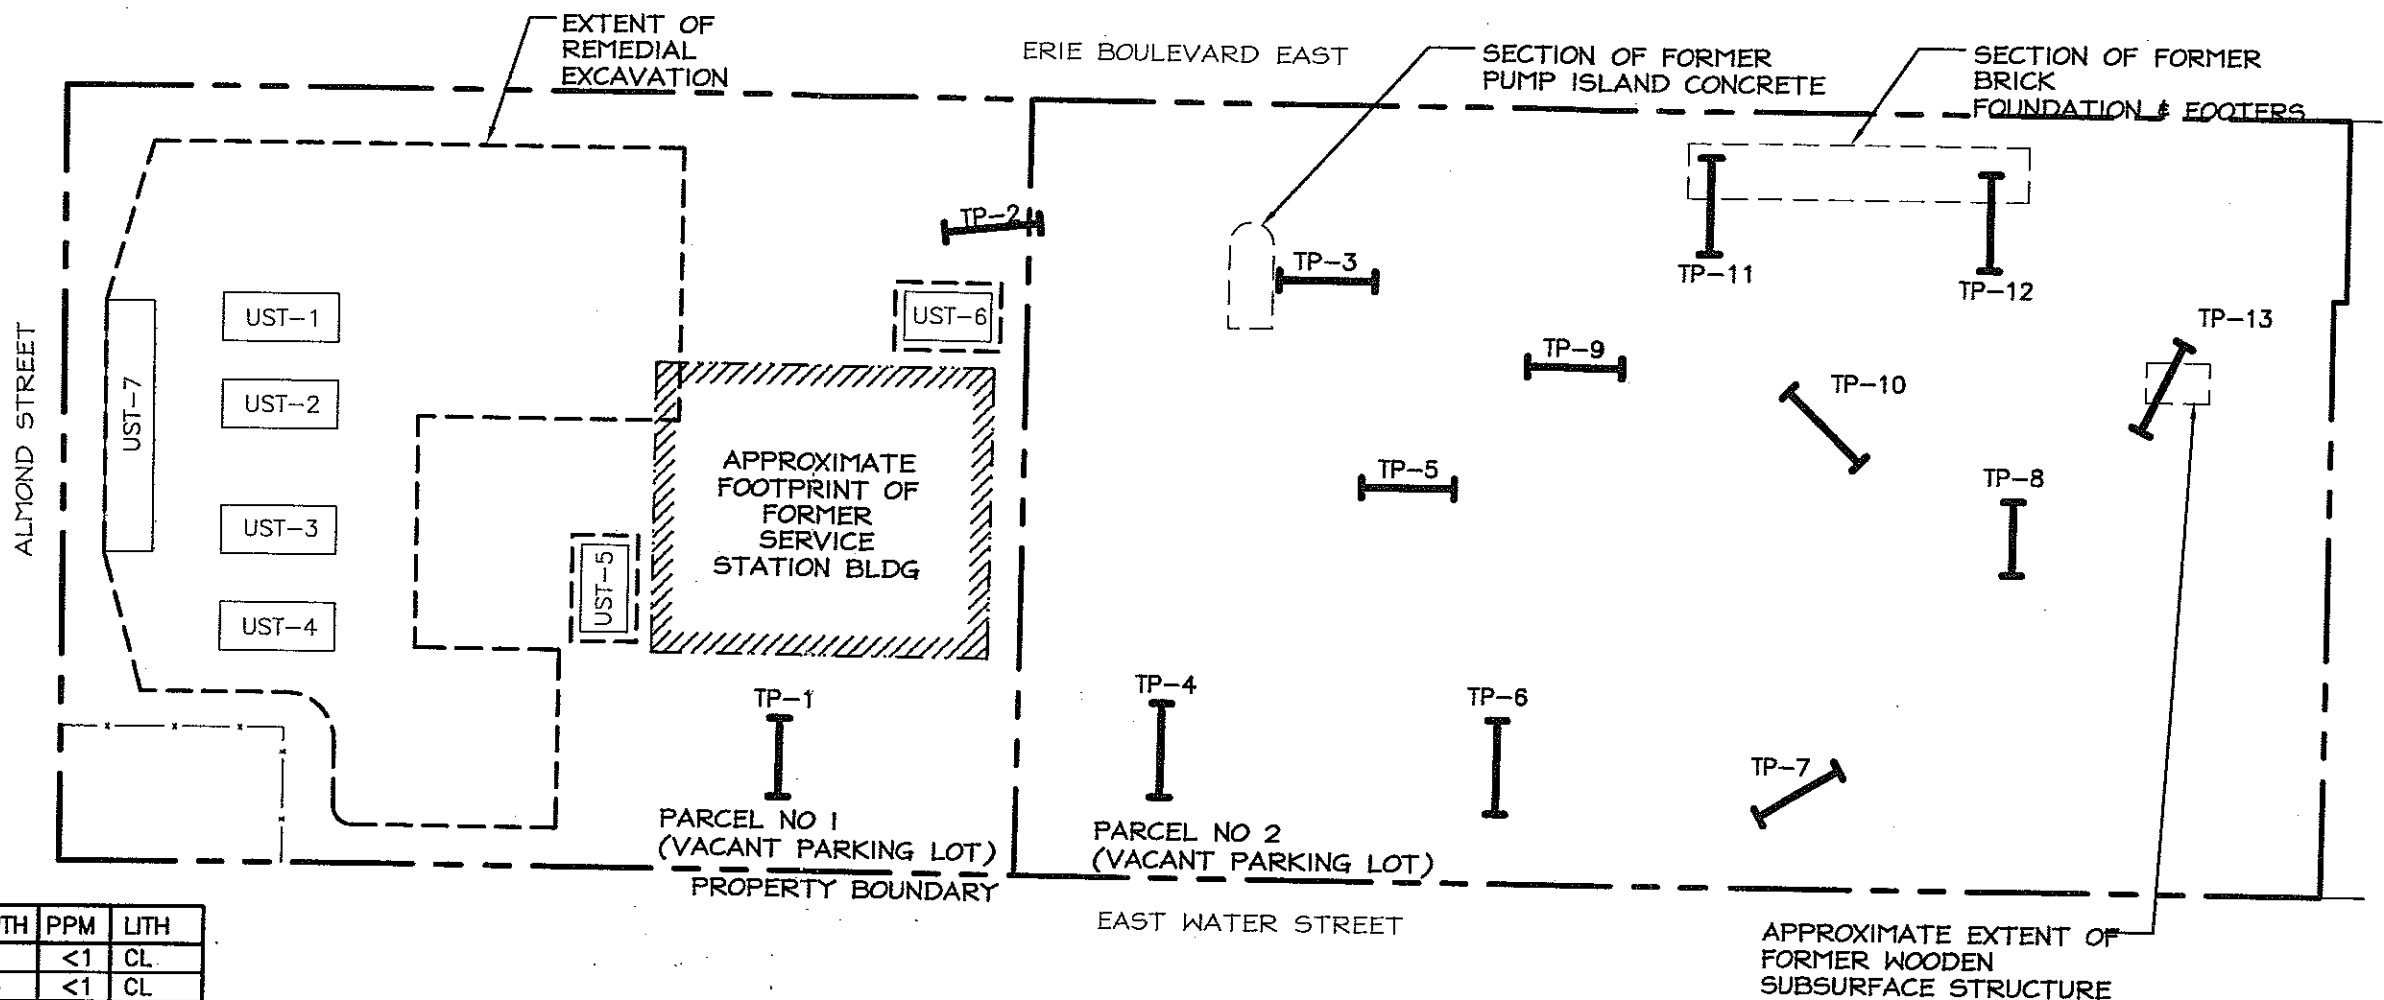 EXTENT OF
REMEDIAL
EXCAVATION
ERIE BOULEVARD EAST
SECTION OF FORMER
PUMP ISLAND CONCRETE
SECTION OF FORMER
BRICK
FOUNDATION & FOOTERS
TP-2
TP-3
TP-11
TP-12
TP-13
UST-1
UST-6
ALMOND STREET
UST-7
UST-2
TP-9
TP-10
APPROXIMATE
FOOTPRINT OF
FORMER
SERVICE
STATION BLDG
TP-5
TP-8
UST-3
UST-5
UST-4
TP-1
TP-4
TP-6
TP-7
PARCEL NO 1
(VACANT PARKING LOT)
PARCEL NO 2
(VACANT PARKING LOT)
PROPERTY BOUNDARY
EAST WATER STREET
APPROXIMATE EXTENT OF
FORMER WOODEN
SUBSURFACE STRUCTURE
TH PPM LITH
<1 CL
<1 CL